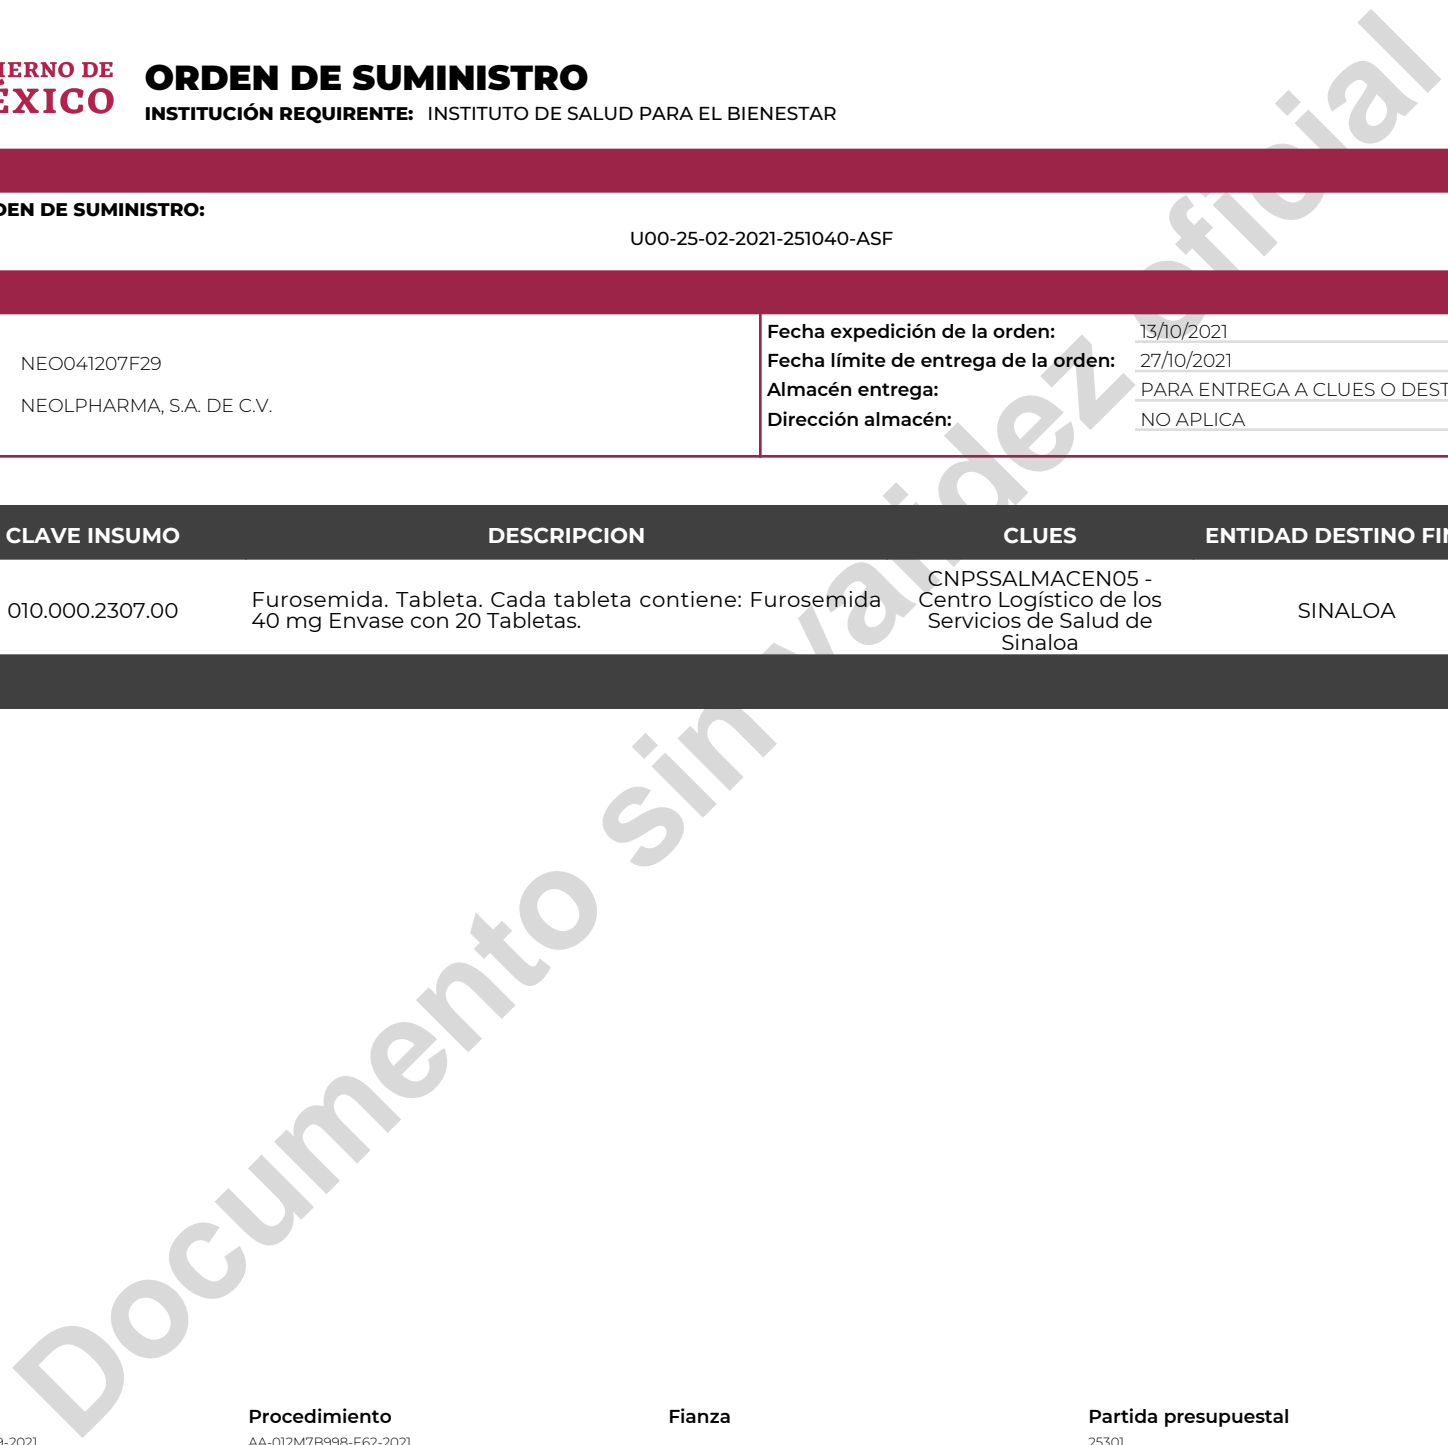 ORDEN DE SUMINISTRO
INSTITUCIÓN REQUIRENTE: INSTITUTO DE SALUD PARA EL BIENESTAR
DE
DE SUMINISTRO:
U00-25-02-2021-251040-ASF
NEO041207F29
NEOLPHARMA, S.A. DE C.V.
Fecha expedición de la orden: 13/10/2021
Fecha límite de entrega de la orden: 27/10/2021
Almacén entrega: PARA ENTREGA A CLUES O
Dirección almacén: NO APLICA
CLAVE INSUMO DESCRIPCION CLUES ENTIDAD DESTINO
010.000.2307.00
Furosemida. Tableta. Cada tableta contiene: Furosemida
40 mg Envase con 20 Tabletas.
CNPSSALMACEN05 -
Centro Logístico de los
Servicios de Salud de
Sinaloa
SINALOA
Documento sin validez oficial
Procedimiento Fianza Partida presupuestal
AA-012M7B998-E62-2021 25301